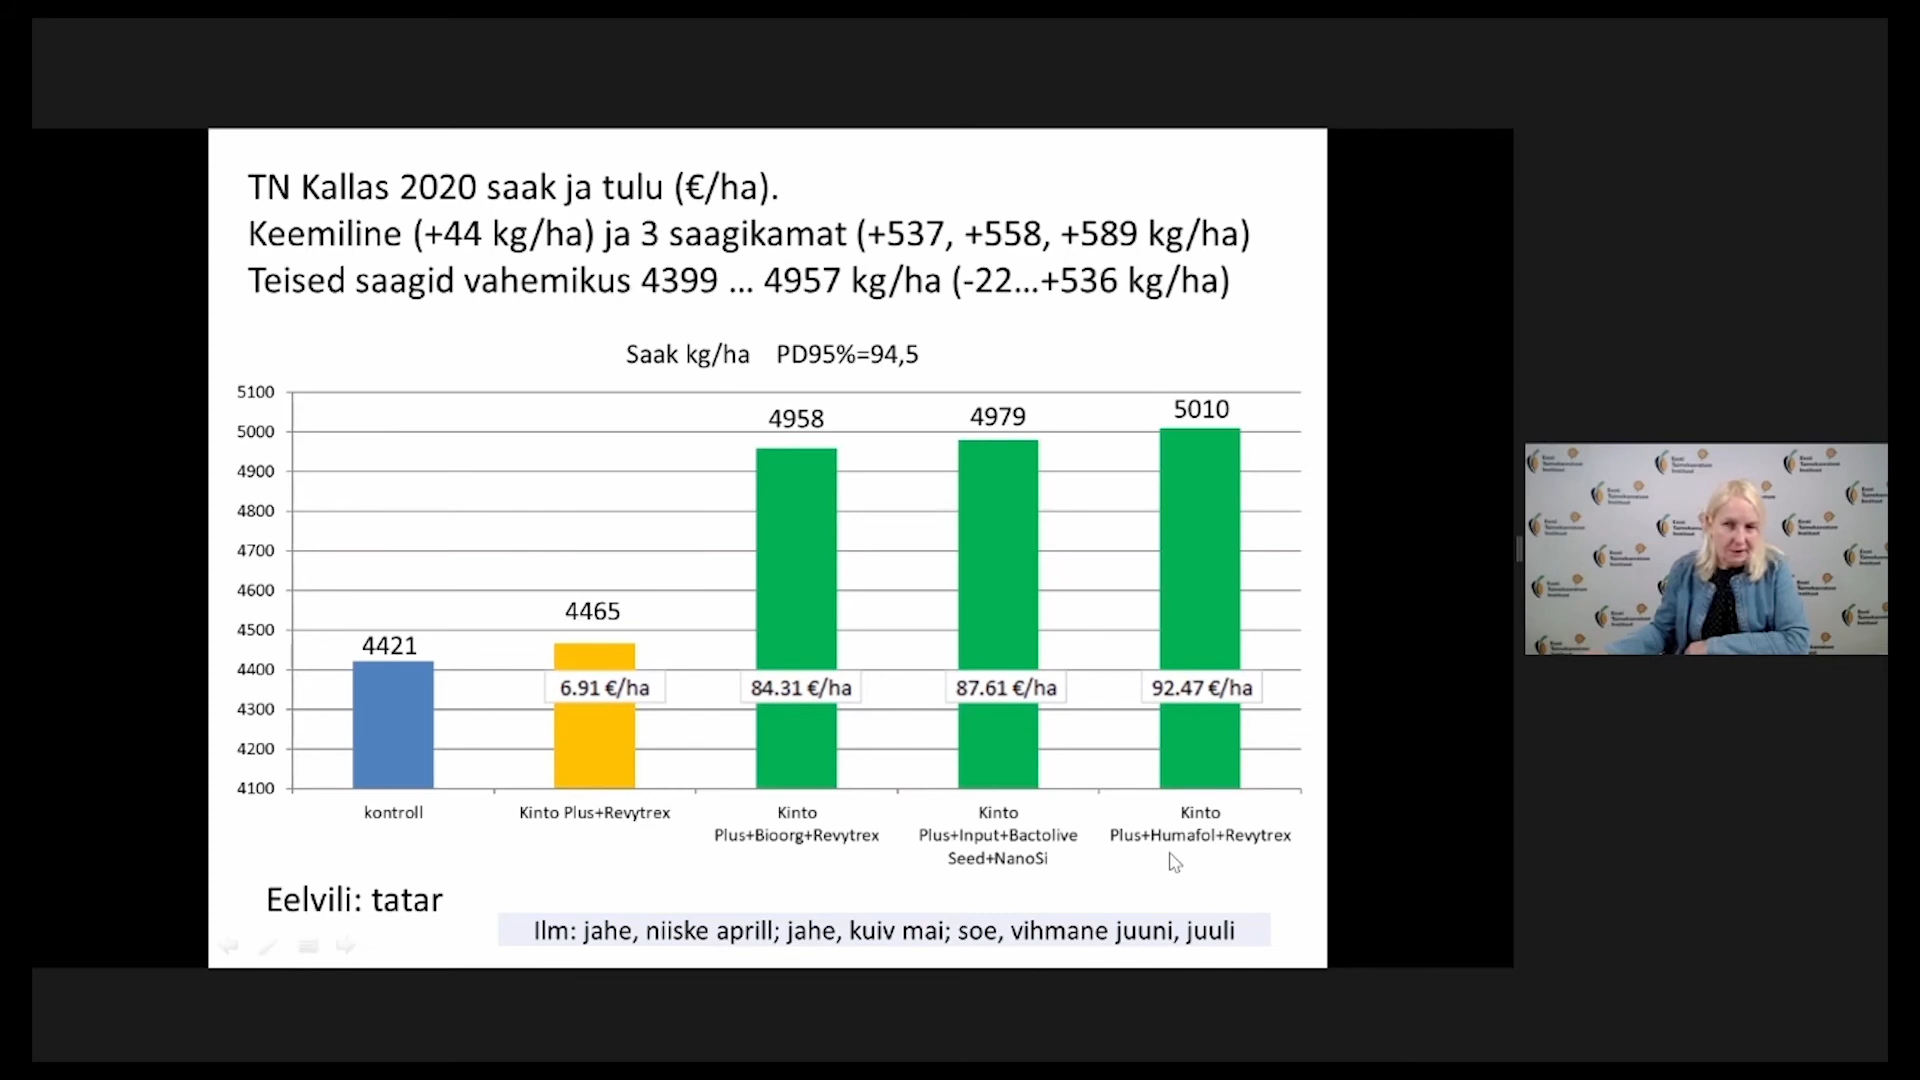 TN Kallas 2020 saak ja tulu (€/ha).
Keemiline (+44 kg/ha) ja 3 saagikamat (+537, +558, +589 kg/ha)
Teised saagid vahemikus 4399 ... 4957 kg/ha (-22...+536 kg/ha)
Saak kg/ha PD95%=94,5
5100
5000
4900
4800
4700
4600
4500
4400
4300
4200
4100
4421
4465
4958
4979
5010
6.91 €/ha
84.31 €/ha
87.61 €/ha
92.47 €/ha
kontroll
Kinto Plus+Revytrex
Kinto
Plus+Bioorg+Revytrex
Kinto
Plus+Input+Bactolive
Seed+NanoSi
Kinto
Plus+Humafol+Revytrex
Eelvili: tatar
Ilm: jahe, niiske aprill; jahe, kuiv mai; soe, vihmane juuni, juuli
Eesti
Taimekasvatuse
Instituut